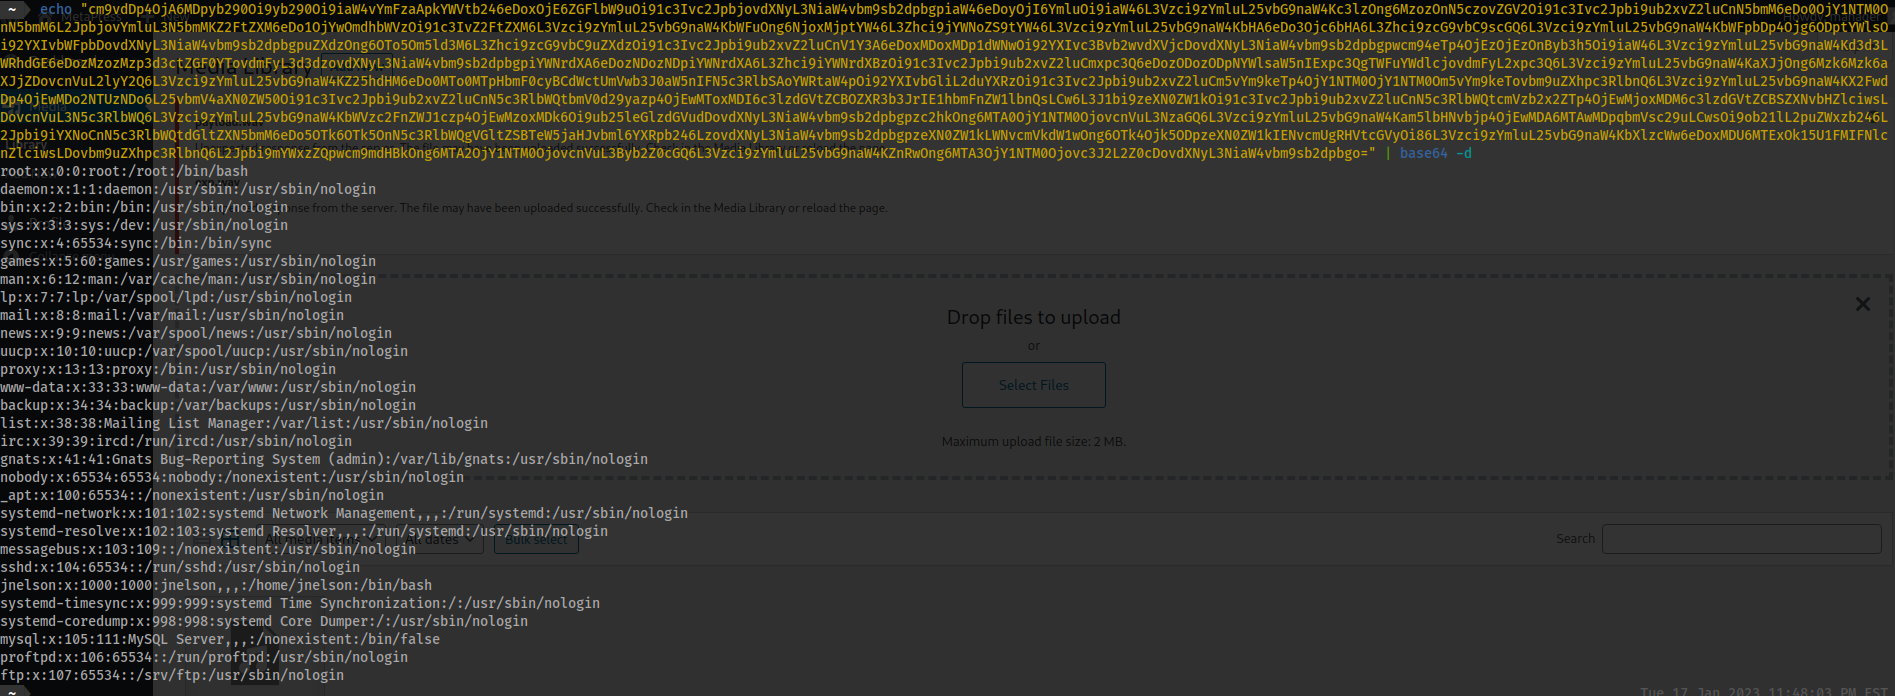 ~ echo "cm9vdDp4OjA6MDpyb290Oi9yb290Oi9iaW4vYmFzaApkYWVtb246eDoxOjE6ZGFlbW9uOi91c3Ivc2JpbjovdXNyL3NiaW4vbm9sb2dpbgpiaW46eDoyOjI6YmluOi9iaW46L3Vzci9zYmluL25vbG9naW4Kc3lzOng6MzozOnN5czovZGV2Oi91c3Ivc2Jpbi9ub2xvZ2luCnN5bmM6eDo0OjY1NTM0O
nN5bmM6L2JpbjovYmluL3N5bmMKZ2FtZXM6eDo1OjYwOmdhbWVzOi91c3IvZ2FtZXM6L3Vzci9zYmluL25vbG9naW4KbWFuOng6NjoxMjptYW46L3Zhci9jYWNoZS9tYW46L3Vzci9zYmluL25vbG9naW4KbHA6eDo3Ojc6bHA6L3Zhci9zcG9vbC9scGQ6L3Vzci9zYmluL25vbG9naW4KbWFpbDp4Ojg6ODptYWlsO
i92YXIvbWFpbDovdXNyL3NiaW4vbm9sb2dpbgpuZXdzOng6OTo5Om5ld3M6L3Zhci9zcG9vbC9uZXdzOi91c3Ivc2Jpbi9ub2xvZ2luCnV1Y3A6eDoxMDoxMDp1dWNwOi92YXIvc3Bvb2wvdXVjcDovdXNyL3NiaW4vbm9sb2dpbgpwcm94eTp4OjEzOjEzOnByb3h5Oi9iaW46L3Vzci9zYmluL25vbG9naW4Kd3d3L
WRhdGE6eDozMzozMzp3d3ctZGF0YTovdmFyL3d3dzovdXNyL3NiaW4vbm9sb2dpbgpiYWNrdXA6eDozNDozNDpiYWNrdXA6L3Zhci9iYWNrdXBzOi91c3Ivc2Jpbi9ub2xvZ2luCmxpc3Q6eDozODozODpNYWlsaW5nIExpc3QgTWFuYWdlcjovdmFyL2xpc3Q6L3Vzci9zYmluL25vbG9naW4KaXJjOng6Mzk6Mzk6a
XJjZDovcnVuL2lyY2Q6L3Vzci9zYmluL25vbG9naW4KZ25hdHM6eDo0MTo0MTpHbmF0cyBCdWctUmVwb3J0aW5nIFN5c3RlbSAoYWRtaW4pOi92YXIvbGliL2duYXRzOi91c3Ivc2Jpbi9ub2xvZ2luCm5vYm9keTp4OjY1NTM0OjY1NTM0Om5vYm9keTovbm9uZXhpc3RlbnQ6L3Vzci9zYmluL25vbG9naW4KX2Fwd
Dp4OjEwMDo2NTUzNDo6L25vbmV4aXN0ZW50Oi91c3Ivc2Jpbi9ub2xvZ2luCnN5c3RlbWQtbmV0d29yazp4OjEwMToxMDI6c3lzdGVtZCBOZXR3b3JrIE1hbmFnZW1lbnQsLCw6L3J1bi9zeXN0ZW1kOi91c3Ivc2Jpbi9ub2xvZ2luCnN5c3RlbWQtcmVzb2x2ZTp4OjEwMjoxMDM6c3lzdGVtZCBSZXNvbHZlciwsL
DovcnVuL3N5c3RlbWQ6L3Vzci9zYmluL25vbG9naW4KbWVzc2FnZWJ1czp4OjEwMzoxMDk6Oi9ub25leGlzdGVudDovdXNyL3NiaW4vbm9sb2dpbgpzc2hkOng6MTA0OjY1NTM0OjovcnVuL3NzaGQ6L3Vzci9zYmluL25vbG9naW4Kam5lbHNvbjp4OjEwMDA6MTAwMDpqbmVsc29uLCwsOi9ob21lL2puZWxzb246L
2Jpbi9iYXNoCnN5c3RlbWQtdGltZXN5bmM6eDo5OTk6OTk5OnN5c3RlbWQgVGltZSBTeW5jaHJvbml6YXRpb246LzovdXNyL3NiaW4vbm9sb2dpbgpzeXN0ZW1kLWNvcmVkdW1wOng6OTk4Ojk5ODpzeXN0ZW1kIENvcmUgRHVtcGVyOi86L3Vzci9zYmluL25vbG9naW4KbXlzcWw6eDoxMDU6MTExOk15U1FMIFNlc
nZlciwsLDovbm9uZXhpc3RlbnQ6L2Jpbi9mYWxzZQpwcm9mdHBkOng6MTA2OjY1NTM0OjovcnVuL3Byb2Z0cGQ6L3Vzci9zYmluL25vbG9naW4KZnRwOng6MTA3OjY1NTM0Ojovc3J2L2Z0cDovdXNyL3NiaW4vbm9sb2dpbgo=" | base64 -d
root:x:0:0:root:/root:/bin/bash
daemon:x:1:1:daemon:/usr/sbin:/usr/sbin/nologin
bin:x:2:2:bin:/bin:/usr/sbin/nologin
nse from the server. The file may have been uploaded successfully. Check in the Media Library or reload the page.
sys:x:3:3:sys:/dev:/usr/sbin/nologin
sync:x:4:65534:sync:/bin:/bin/sync
games:x:5:60:games:/usr/games:/usr/sbin/nologin
man:x:6:12:man:/var/cache/man:/usr/sbin/nologin
lp:x:7:7:lp:/var/spool/lpd:/usr/sbin/nologin
mail:x:8:8:mail:/var/mail:/usr/sbin/nologin
Drop files to upload
news:x:9:9:news:/var/spool/news:/usr/sbin/nologin
or
uucp:x:10:10:uucp:/var/spool/uucp:/usr/sbin/nologin
proxy:x:13:13:proxy:/bin:/usr/sbin/nologin
www-data:x:33:33:www-data:/var/www:/usr/sbin/nologin
Select Files
backup:x:34:34:backup:/var/backups:/usr/sbin/nologin
list:x:38:38:Mailing List Manager:/var/list:/usr/sbin/nologin
irc:x:39:39:ircd:/run/ircd:/usr/sbin/nologin
Maximum upload file size: 2 MB.
gnats:x:41:41:Gnats Bug-Reporting System (admin):/var/lib/gnats:/usr/sbin/nologin
nobody:x:65534:65534:nobody:/nonexistent:/usr/sbin/nologin
_apt:x:100:65534::/nonexistent:/usr/sbin/nologin
systemd-network:x:101:102:systemd Network Management,,,:/run/systemd:/usr/sbin/nologin
systemd-resolve:x:102:103:systemd Resolver,,,:/run/systemd:/usr/sbin/nologin
All media items
All dates
Bulk select
Search
messagebus:x:103:109::/nonexistent:/usr/sbin/nologin
sshd:x:104:65534::/run/sshd:/usr/sbin/nologin
jnelson:x:1000:1000:jnelson,,,:/home/jnelson:/bin/bash
systemd-timesync:x:999:999:systemd Time Synchronization:/:/usr/sbin/nologin
systemd-coredump:x:998:998:systemd Core Dumper:/:/usr/sbin/nologin
mysql:x:105:111:MySQL Server,,,:/nonexistent:/bin/false
proftpd:x:106:65534::/run/proftpd:/usr/sbin/nologin
ftp:x:107:65534::/srv/ftp:/usr/sbin/nologin
~
Tue 17 Jan 2023 11:48:03 PM EST